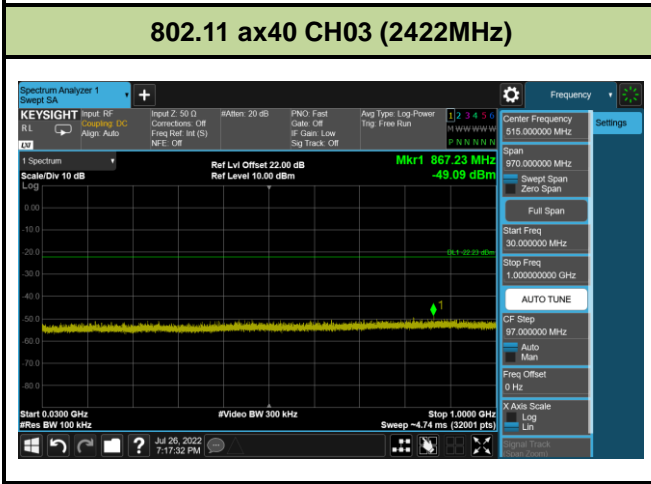 802.11 ax40 CH03 (2422MHz)
Spectrum Analyzer 1
Swept SA
+
Frequency
KEYSIGHT
RL
Input: RF
Coupling: DC
Align: Auto
Input Z: 50 Ω
Corrections: Off
Freq Ref: Int (S)
NFE: Off
#Atten: 20 dB
PNO: Fast
Gate: Off
IF Gain: Low
Sig Track: Off
Avg Type: Log-Power
Trig: Free Run
1 2 3 4 5 6
M W W W W W
P N N N N N
1 Spectrum
Scale/Div 10 dB
Log
Ref Lvl Offset 22.00 dB
Ref Level 10.00 dBm
Mkr1 867.23 MHz
-49.09 dBm
0.00
-10.0
-20.0
-30.0
-40.0
-50.0
-60.0
-70.0
-80.0
DL1 -22.23 dBm
1
Start 0.0300 GHz
#Res BW 100 kHz
#Video BW 300 kHz
Stop 1.0000 GHz
Sweep ~4.74 ms (32001 pts)
Center Frequency
515.000000 MHz
Settings
Span
970.000000 MHz
Swept Span
Zero Span
Full Span
Start Freq
30.000000 MHz
Stop Freq
1.000000000 GHz
AUTO TUNE
CF Step
97.000000 MHz
Auto
Man
Freq Offset
0 Hz
X Axis Scale
Log
Lin
Signal Track
(Span Zoom)
?
Jul 26, 2022
7:17:32 PM